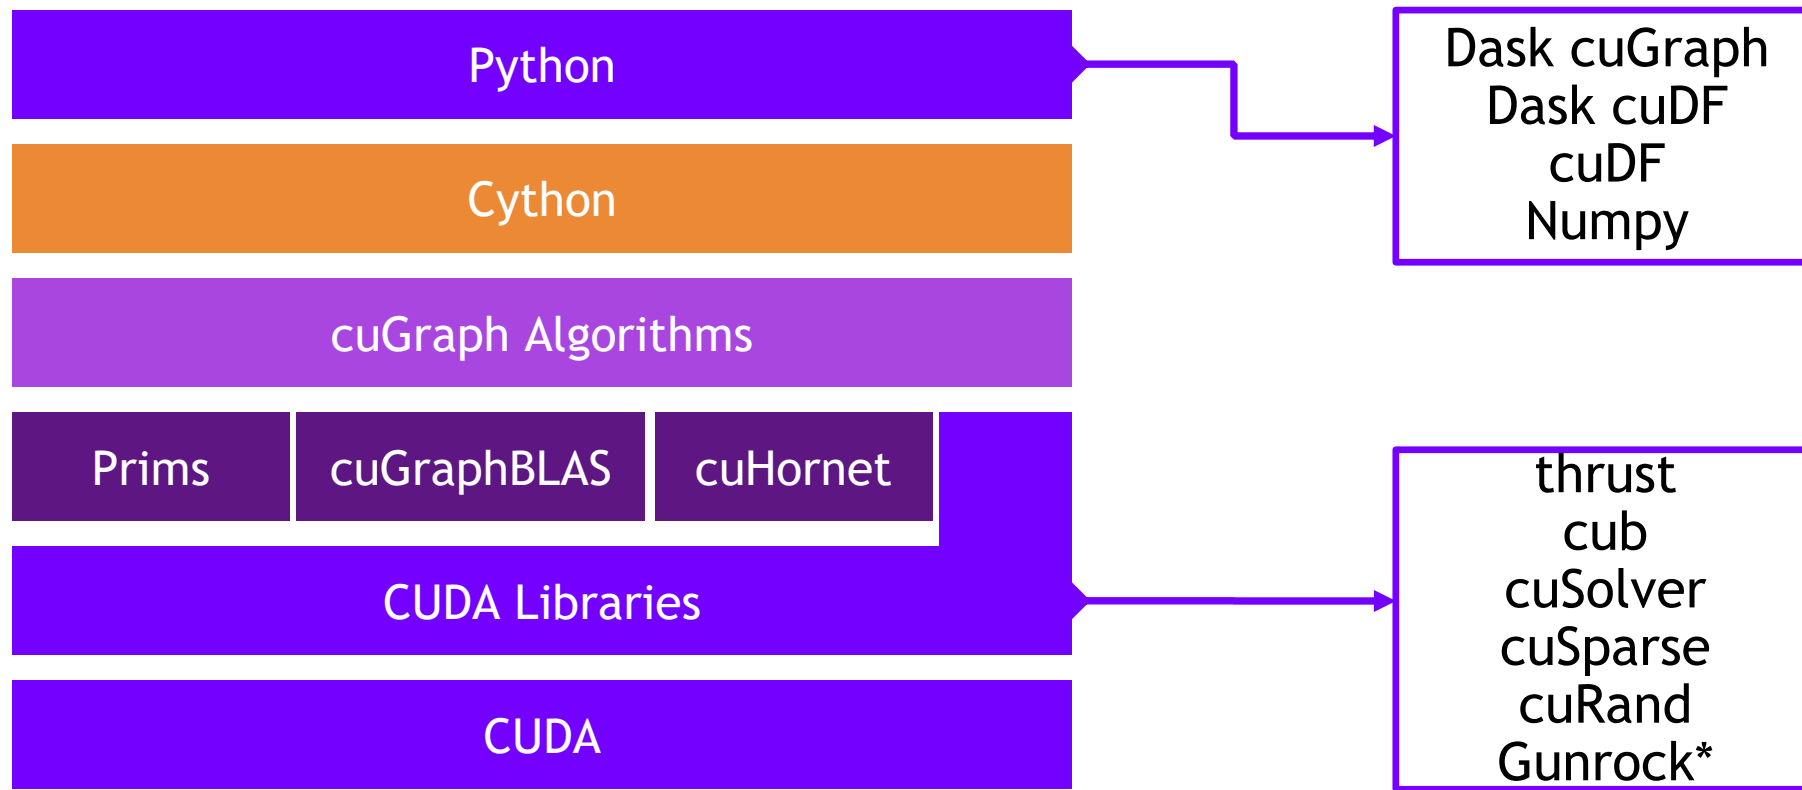 Python
Cython
cuGraph Algorithms
Prims
cuGraphBLAS
cuHornet
CUDA Libraries
CUDA
Dask cuGraph
Dask cuDF
cuDF
Numpy
thrust
cub
cuSolver
cuSparse
cuRand
Gunrock*